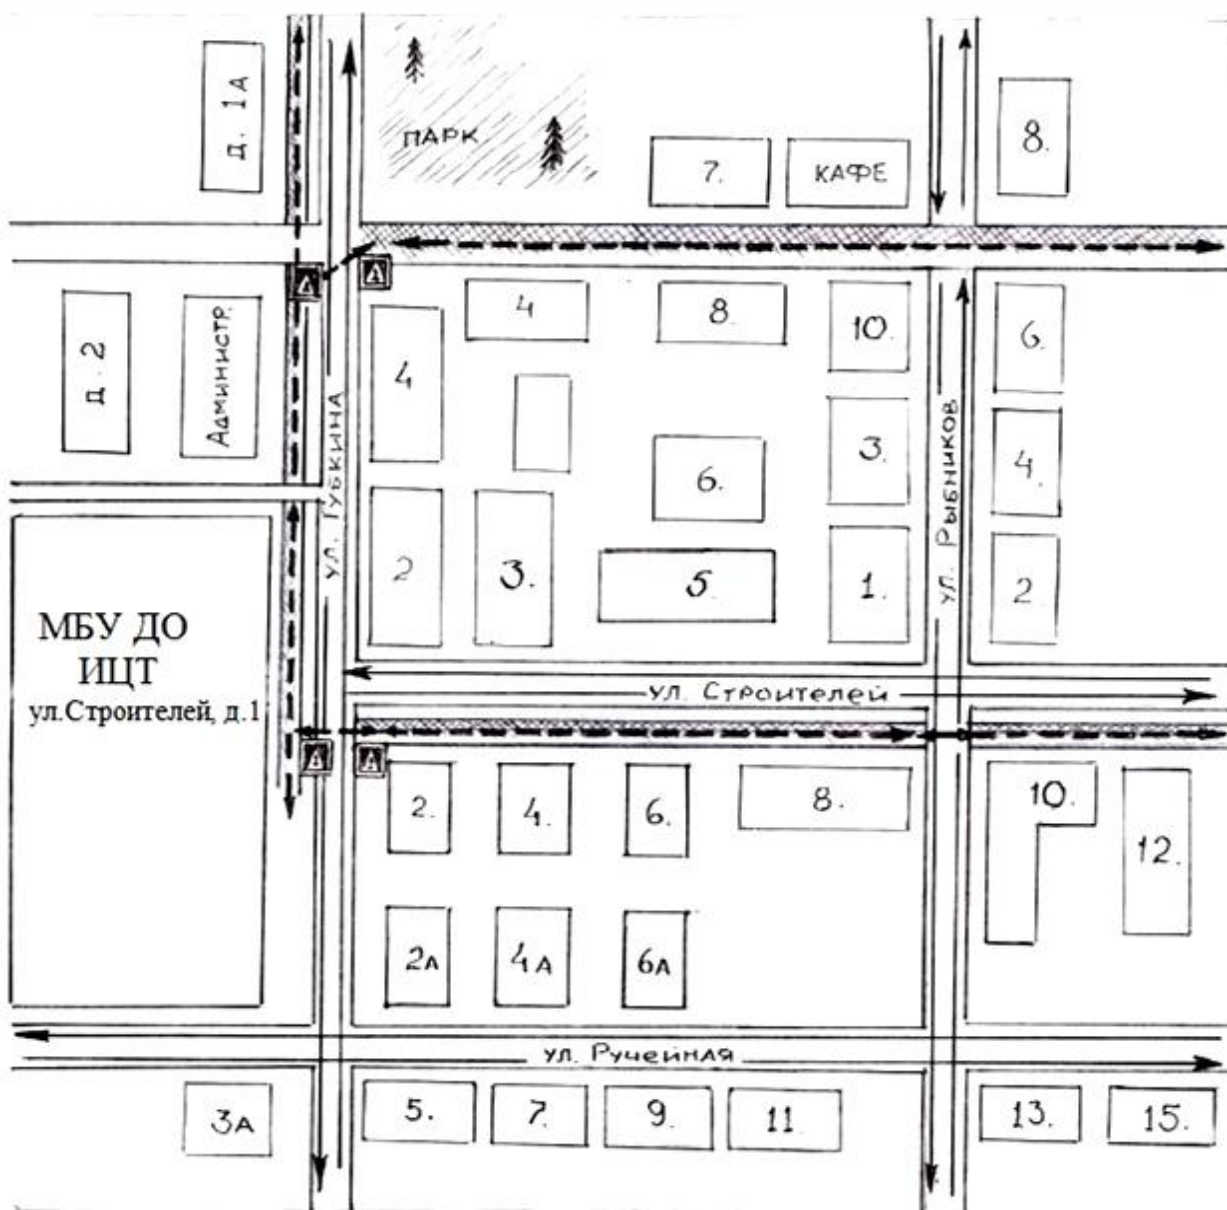 д. 1А
ПАРК
7.
КАФЕ
8.
д. 2
Админист​р.
4
8.
10.
6.
4
ул. Губкина
6.
3.
ул. Рыбников
4.
2
3.
5
1.
2
МБУ ДО
ИЦТ
ул.Строителей, д.1
ул. Строителей
2.
4.
6.
8.
10.
12.
2А
4А
6А
ул. Ручейная
3А
5.
7.
9.
11.
13.
15.